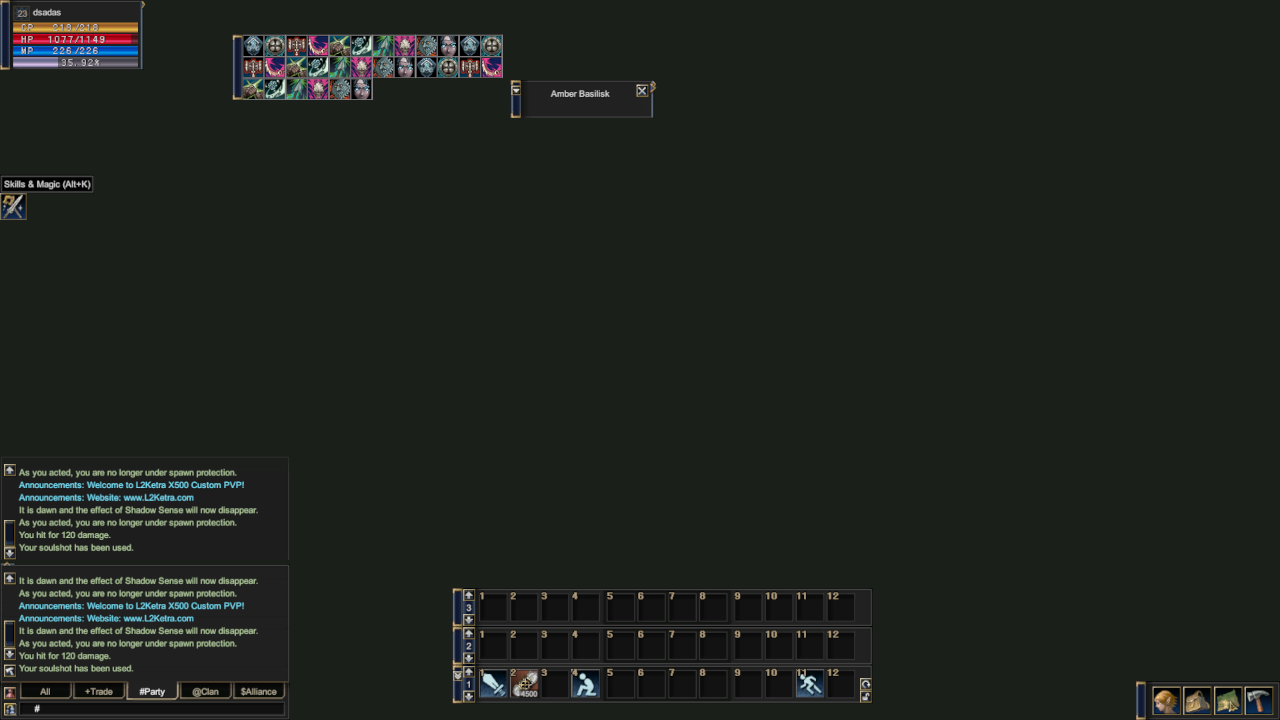 23 dsadas
CP 218/218
HP 1077/1149
MP 226/226
35.92%
Amber Basilisk
Skills & Magic (Alt+K)
As you acted, you are no longer under spawn protection.
Announcements: Welcome to L2Ketra X500 Custom PVP!
Announcements: Website: www.L2Ketra.com
It is dawn and the effect of Shadow Sense will now disappear.
As you acted, you are no longer under spawn protection.
You hit for 120 damage.
Your soulshot has been used.
It is dawn and the effect of Shadow Sense will now disappear.
As you acted, you are no longer under spawn protection.
Announcements: Welcome to L2Ketra X500 Custom PVP!
Announcements: Website: www.L2Ketra.com
It is dawn and the effect of Shadow Sense will now disappear.
As you acted, you are no longer under spawn protection.
You hit for 120 damage.
Your soulshot has been used.
All +Trade #Party @Clan $Alliance
#
3 1 2 3 4 5 6 7 8 9 10 11 12
2 1 2 3 4 5 6 7 8 9 10 11 12
1 1 2 3 4 5 6 7 8 9 10 11 12
4500